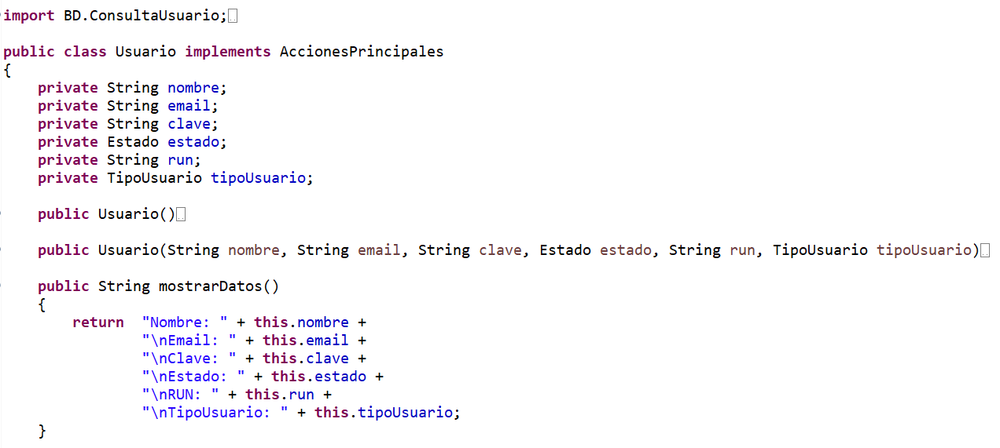 import BD.ConsultaUsuario;
public class Usuario implements AccionesPrincipales
{
    private String nombre;
    private String email;
    private String clave;
    private Estado estado;
    private String run;
    private TipoUsuario tipoUsuario;
    public Usuario()
    public Usuario(String nombre, String email, String clave, Estado estado, String run, TipoUsuario tipoUsuario)
    public String mostrarDatos()
    {
        return  "Nombre: " + this.nombre +
                "\nEmail: " + this.email +
                "\nClave: " + this.clave +
                "\nEstado: " + this.estado +
                "\nRUN: " + this.run +
                "\nTipoUsuario: " + this.tipoUsuario;
    }